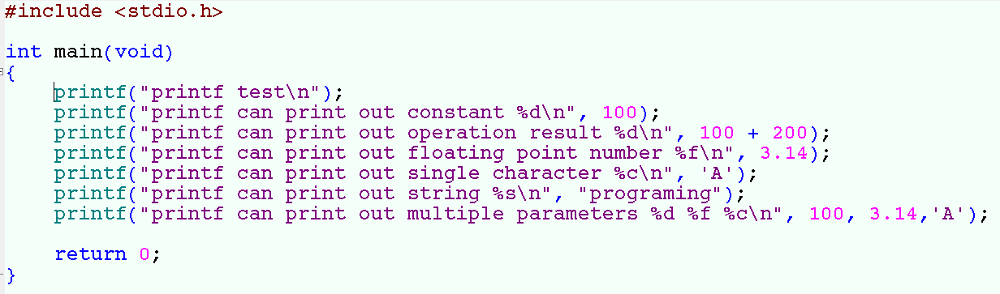 #include <stdio.h>
int main(void)
{
printf("printf test\n");
printf("printf can print out constant %d\n", 100);
printf("printf can print out operation result %d\n", 100 + 200);
printf("printf can print out floating point number %f\n", 3.14);
printf("printf can print out single character %c\n", 'A');
printf("printf can print out string %s\n", "programing");
printf("printf can print out multiple parameters %d %f %c\n", 100, 3.14,'A');
return 0;
}